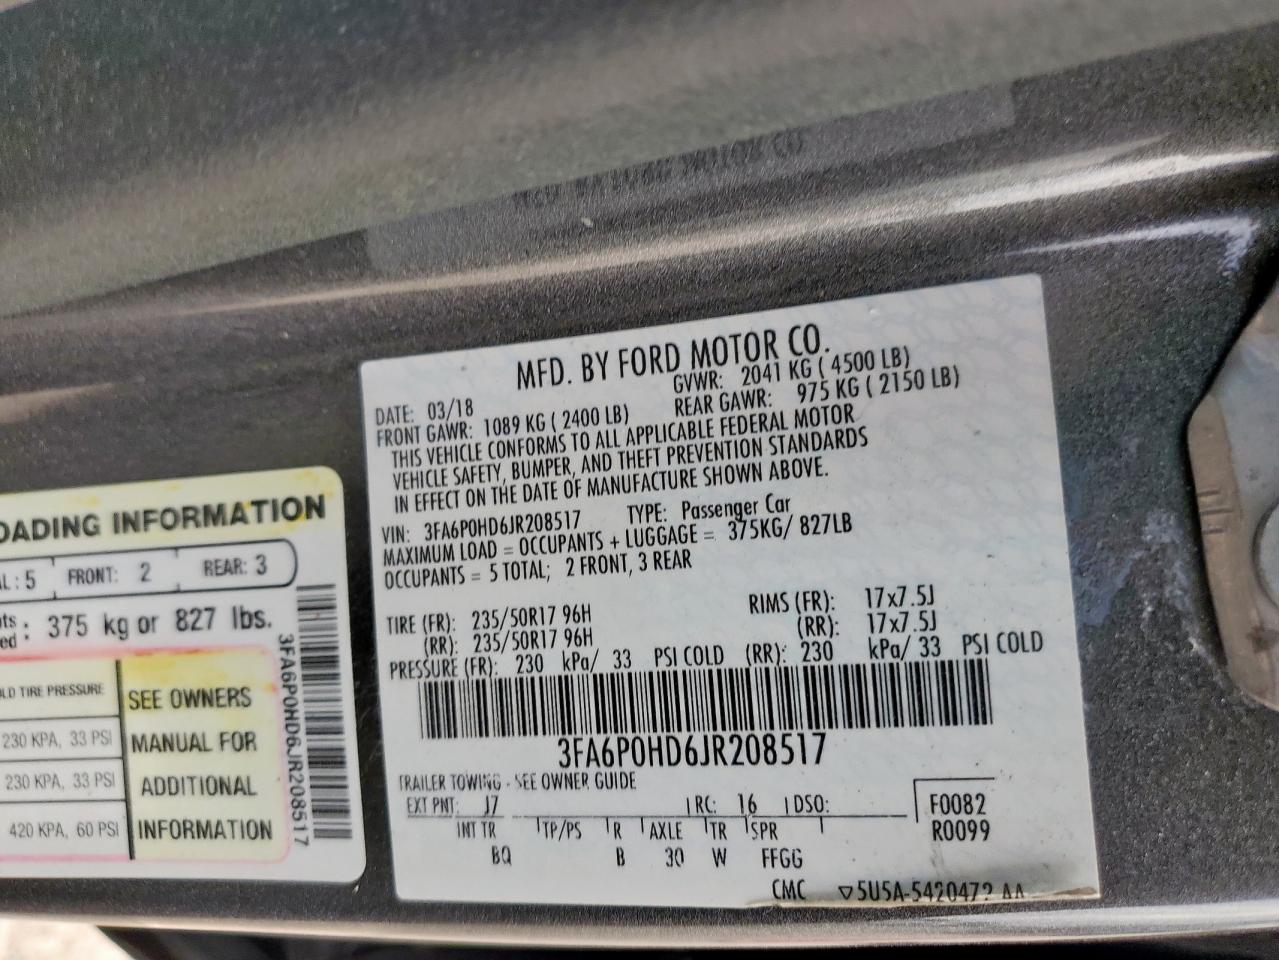 MFD. BY FORD MOTOR CO.
DATE: 03/18 GVWR: 2041 KG ( 4500 LB)
FRONT GAWR: 1089 KG ( 2400 LB) REAR GAWR: 975 KG ( 2150 LB)
THIS VEHICLE CONFORMS TO ALL APPLICABLE FEDERAL MOTOR
VEHICLE SAFETY, BUMPER, AND THEFT PREVENTION STANDARDS
IN EFFECT ON THE DATE OF MANUFACTURE SHOWN ABOVE.
VIN: 3FA6P0HD6JR208517 TYPE: Passenger Car
MAXIMUM LOAD = OCCUPANTS + LUGGAGE = 375KG/ 827LB
OCCUPANTS = 5 TOTAL; 2 FRONT, 3 REAR
TIRE (FR): 235/50R17 96H RIMS (FR): 17x7.5J
(RR): 235/50R17 96H (RR): 17x7.5J
PRESSURE (FR): 230 kPa/ 33 PSI COLD (RR): 230 kPa/ 33 PSI COLD
3FA6P0HD6JR208517
TRAILER TOWING - SEE OWNER GUIDE
EXT PNT: J7 RC: 16 DSO: F0082
INT TR TP/PS R AXLE TR SPR R0099
BQ B 30 W FFGG
CMC ▽5U5A-5420472 AA
OADING INFORMATION
AL : 5 FRONT: 2 REAR: 3
nts
ed : 375 kg or 827 lbs.
LD TIRE PRESSURE SEE OWNERS
230 KPA, 33 PSI MANUAL FOR
230 KPA, 33 PSI ADDITIONAL
420 KPA, 60 PSI INFORMATION
3FA6P0HD6JR208517